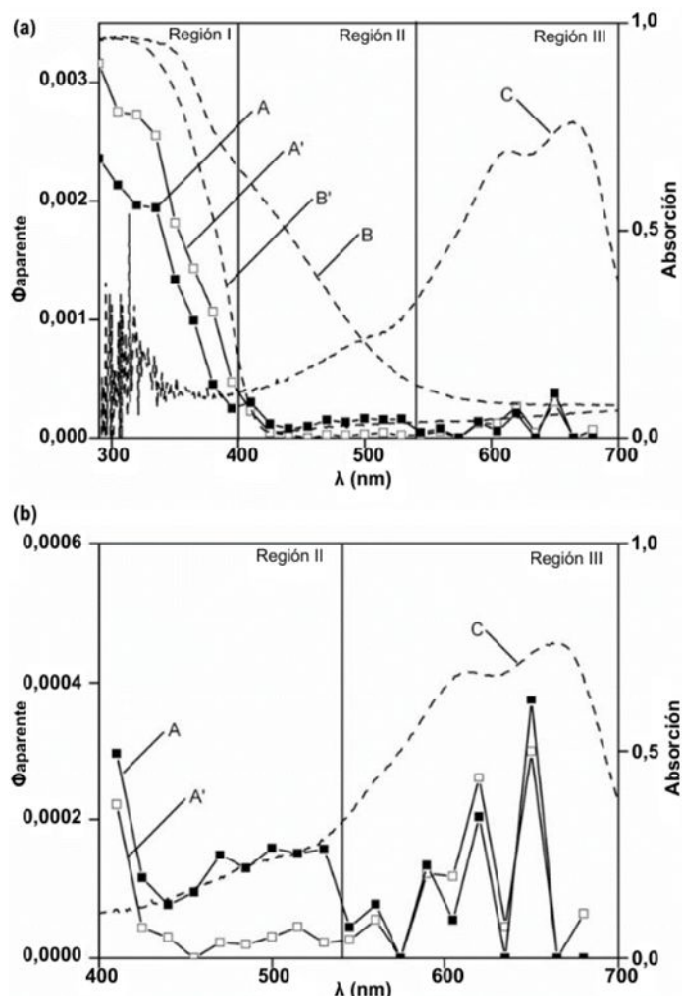 (a)
Región I
Región II
Región III
1,0
0,003
0,002
0,001
0,000
Φaparente
A
A'
B'
B
C
0,5
0,0
Absorción
300
400
500
600
700
λ (nm)
(b)
0,0006
Región II
Región III
1,0
0,0004
0,0002
0,0000
Φaparente
A
A'
C
0,5
0,0
Absorción
400
500
600
700
λ (nm)